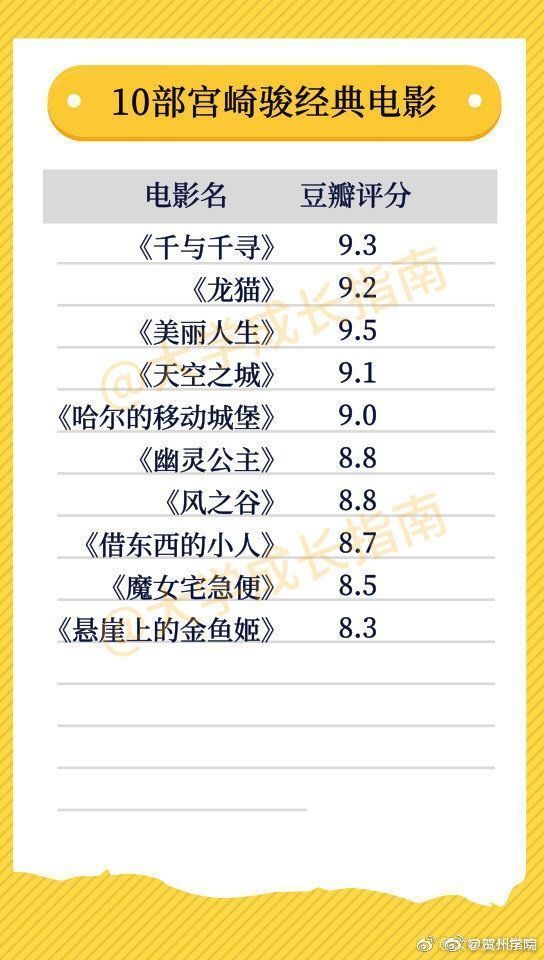 10部宫崎骏经典电影
电影名 豆瓣评分
《千与千寻》 9.3
《龙猫》 9.2
《美丽人生》 9.5
《天空之城》 9.1
《哈尔的移动城堡》 9.0
《幽灵公主》 8.8
《风之谷》 8.8
《借东西的小人》 8.7
《魔女宅急便》 8.5
《悬崖上的金鱼姬》 8.3
@大学成长指南
@大学成长指南
@贺州学院